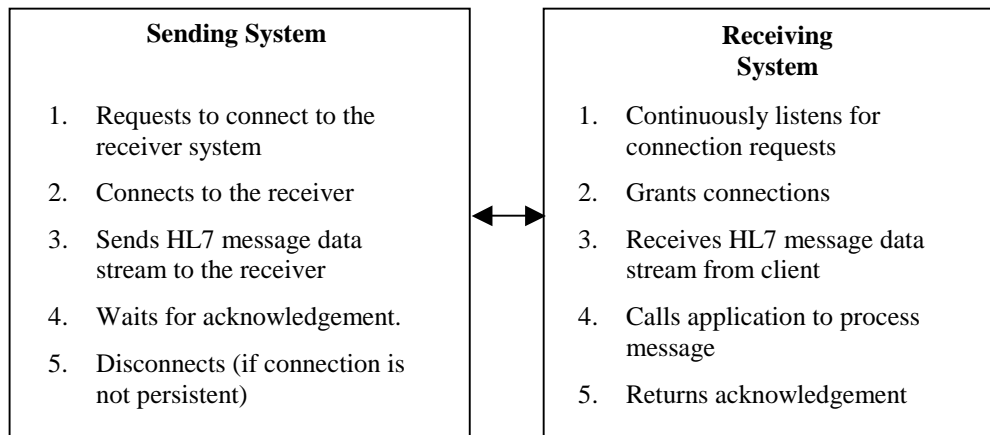 Sending System
1. Requests to connect to the
receiver system
2. Connects to the receiver
3. Sends HL7 message data
stream to the receiver
4. Waits for acknowledgement.
5. Disconnects (if connection is
not persistent)
Receiving
System
1. Continuously listens for
connection requests
2. Grants connections
3. Receives HL7 message data
stream from client
4. Calls application to process
message
5. Returns acknowledgement